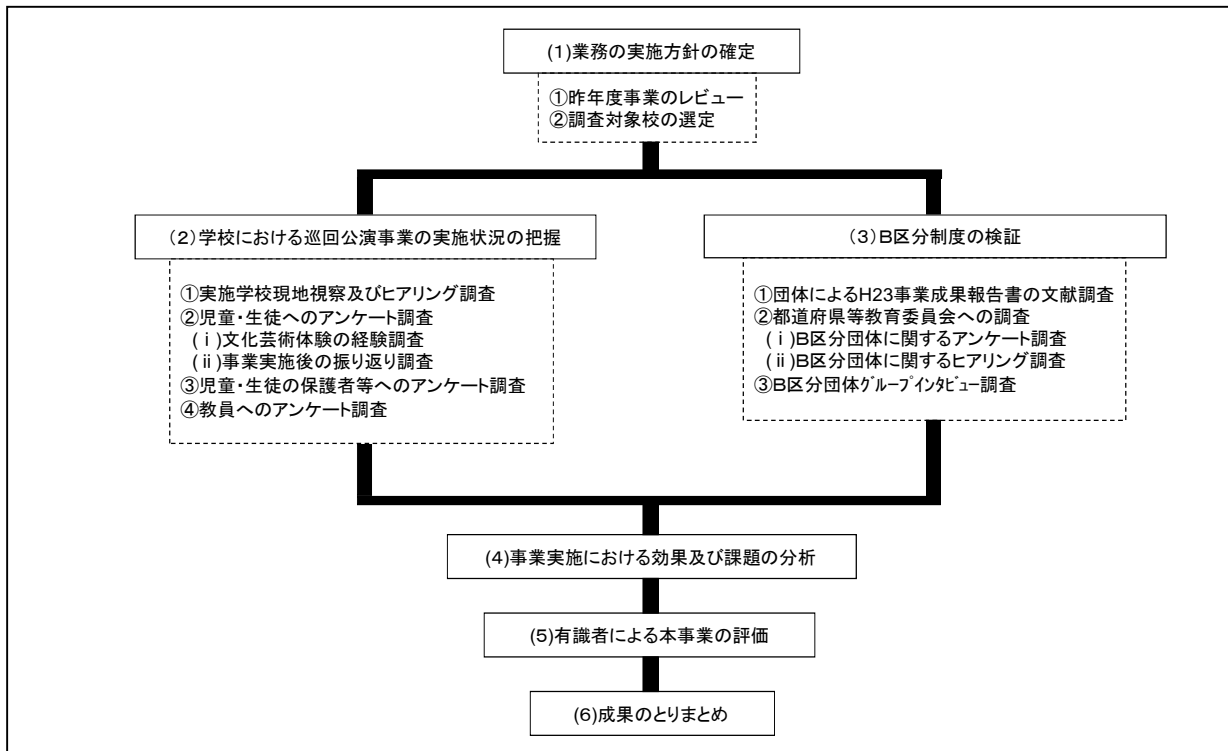 (1)業務の実施方針の確定
①昨年度事業のレビュー
②調査対象校の選定
(2)学校における巡回公演事業の実施状況の把握
①実施学校現地視察及びヒアリング調査
②児童・生徒へのアンケート調査
(ⅰ)文化芸術体験の経験調査
(ⅱ)事業実施後の振り返り調査
③児童・生徒の保護者等へのアンケート調査
④教員へのアンケート調査
(3)B区分制度の検証
①団体によるH23事業成果報告書の文献調査
②都道府県等教育委員会への調査
(ⅰ)B区分団体に関するアンケート調査
(ⅱ)B区分団体に関するヒアリング調査
③B区分団体グループインタビュー調査
(4)事業実施における効果及び課題の分析
(5)有識者による本事業の評価
(6)成果のとりまとめ